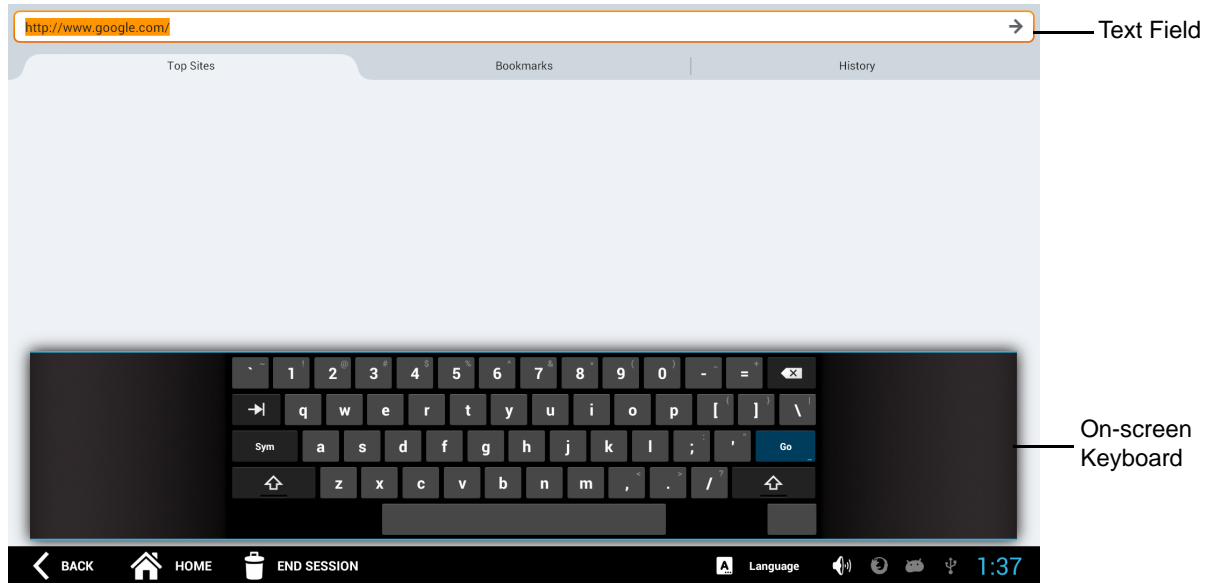 http://www.google.com/
Text Field
Top Sites Bookmarks History
` ~ 1 ! 2 @ 3 # 4 $ 5 % 6 ^ 7 & 8 * 9 ( 0 ) - _ = +
q w e r t y u i o p [ { ] } \ |
Sym a s d f g h j k l ; : ' " Go
z x c v b n m , < . > / ?
On-screen
Keyboard
BACK HOME END SESSION A Language 1:37